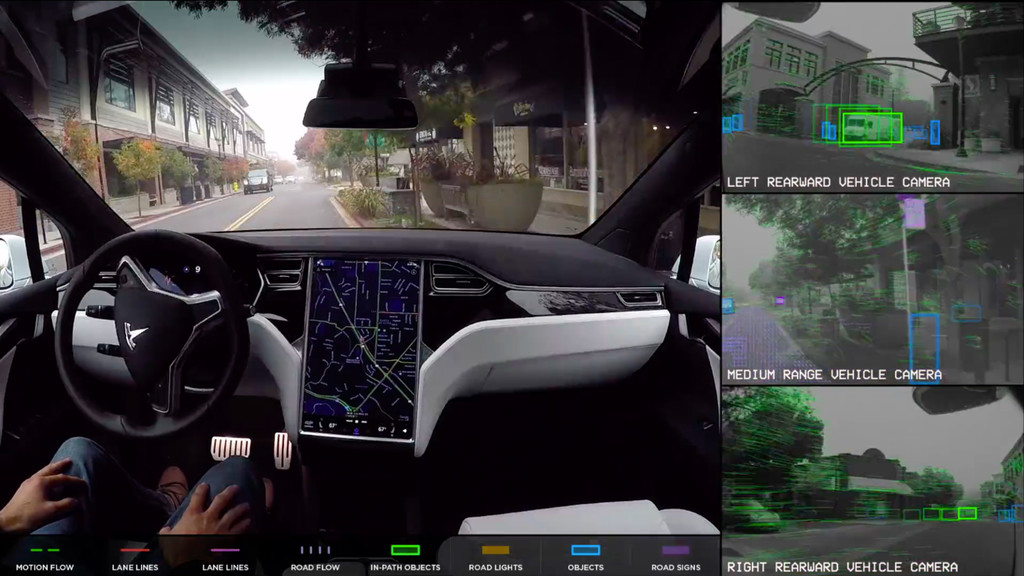 LEFT REARWARD VEHICLE CAMERA
MEDIUM RANGE VEHICLE CAMERA
RIGHT REARWARD VEHICLE CAMERA
MOTION FLOW
LANE LINES
LANE LINES
ROAD FLOW
IN-PATH OBJECTS
ROAD LIGHTS
OBJECTS
ROAD SIGNS